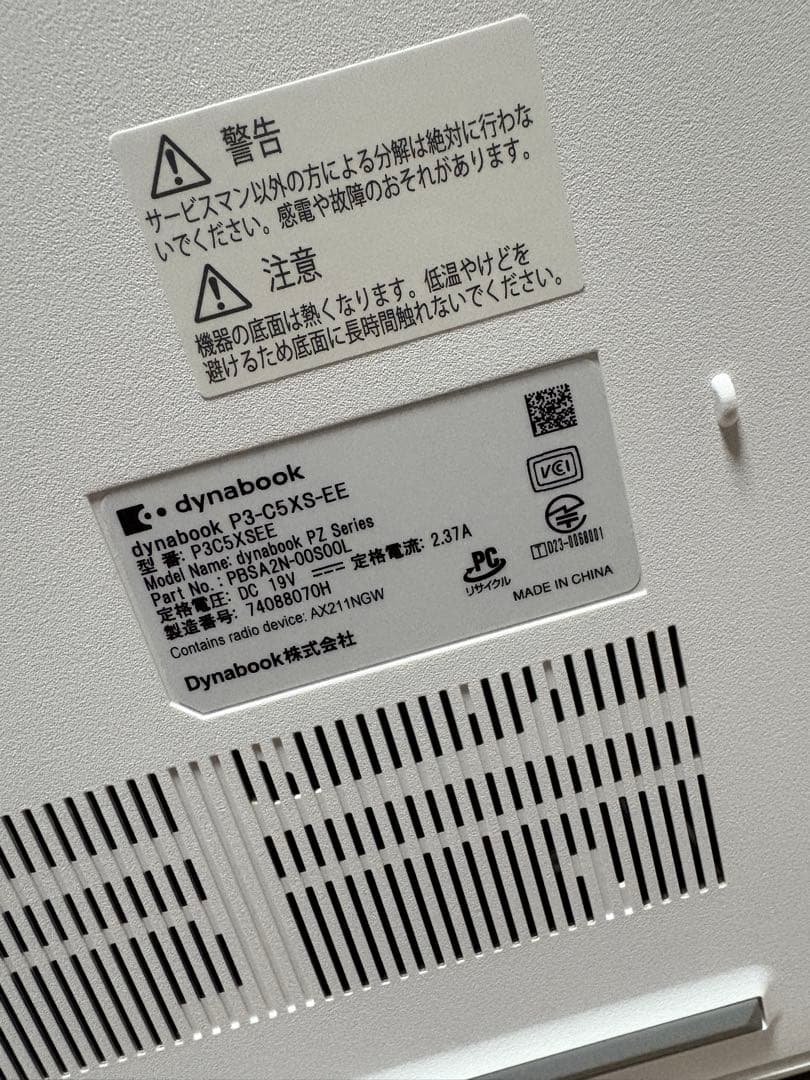 警告
サービスマン以外の方による分解は絶対に行わな
いでください。感電や故障のおそれがあります。
注意
機器の底面は熱くなります。低温やけどを
避けるため底面に長時間触れないでください。
dynabook
dynabook P3-C5XS-EE
型 番: P3C5XSEE
Model Name: dynabook PZ Series
Part No.: PBSA2N-00S00L
定格電圧: DC 19V ⎓ 定格電流: 2.37A
製造番号: 74088070H
Contains radio device: AX211NGW
Dynabook株式会社
VCI
T D23-0060001
PC
リサイクル
MADE IN CHINA